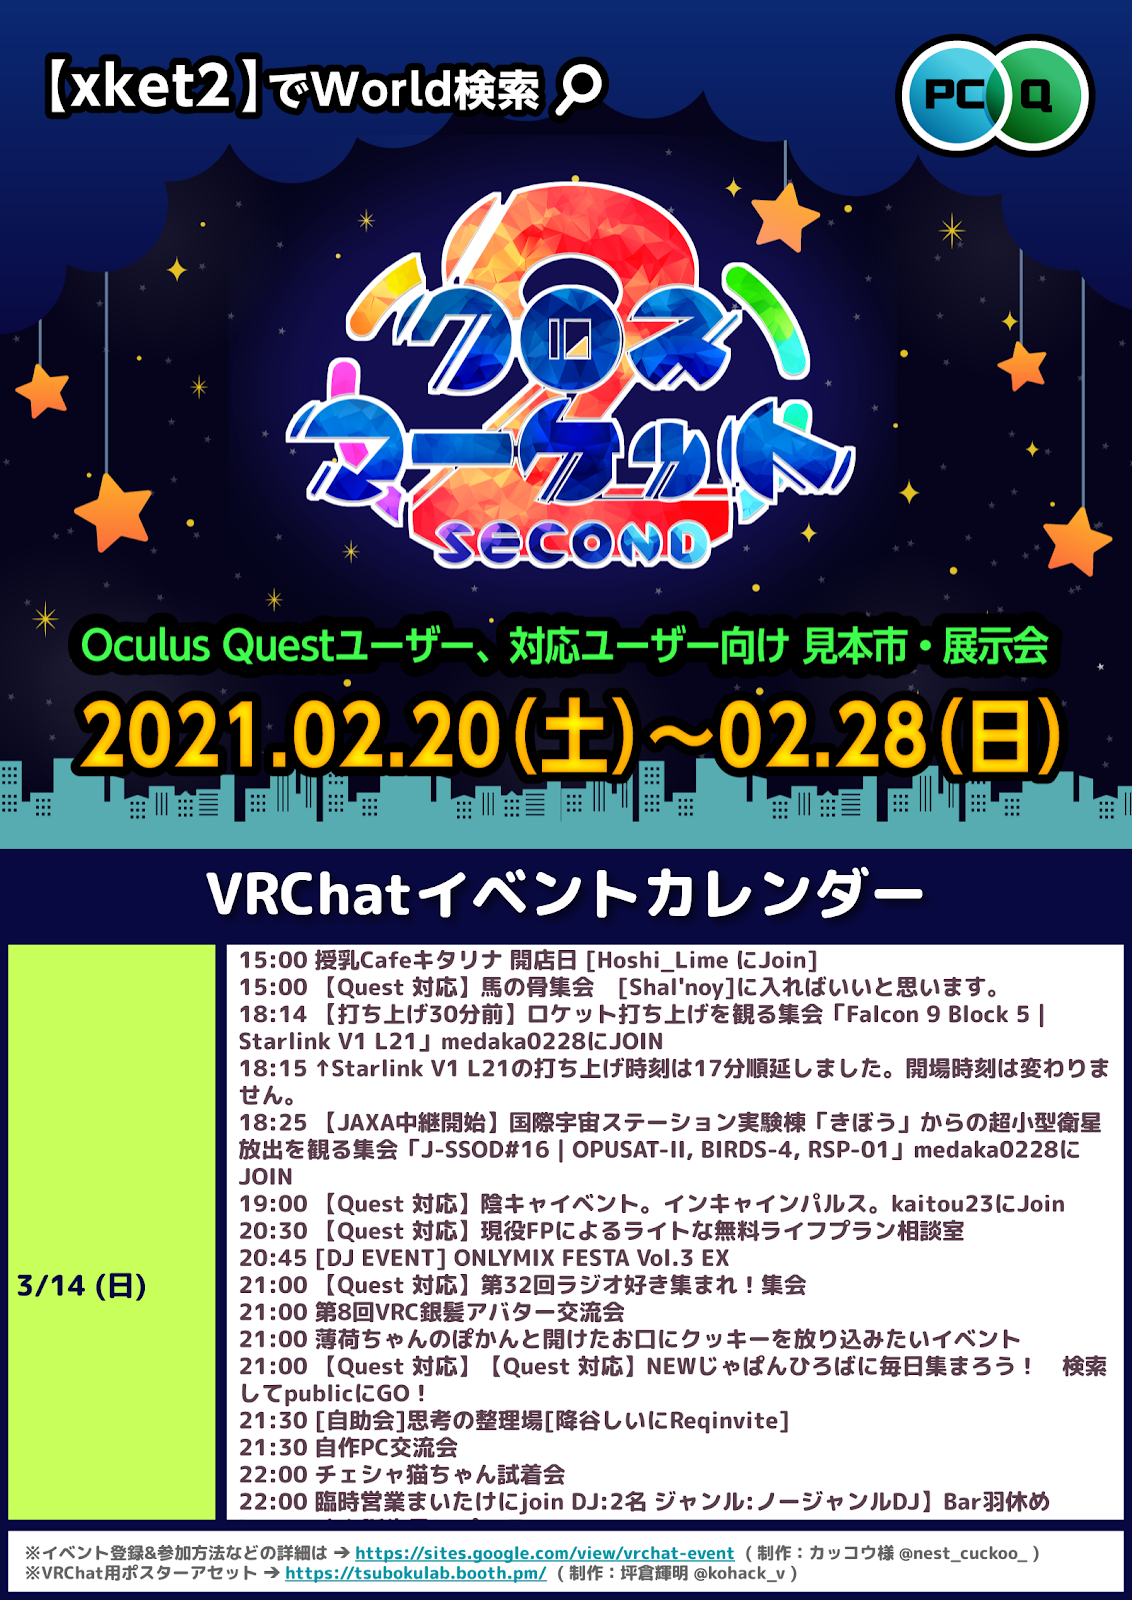 【xket2】でWorld検索
PC Q
2
クロス
マーケット
SECOND
Oculus Questユーザー、対応ユーザー向け 見本市・展示会
2021.02.20(土)～02.28(日)
VRChatイベントカレンダー
3/14 (日)
15:00 授乳Cafeキタリナ 開店日 [Hoshi_Lime にJoin]
15:00 【Quest 対応】馬の骨集会　[Shal'noy]に入ればいいと思います。
18:14 【打ち上げ30分前】ロケット打ち上げを観る集会「Falcon 9 Block 5 |
Starlink V1 L21」medaka0228にJOIN
18:15 ↑Starlink V1 L21の打ち上げ時刻は17分順延しました。開場時刻は変わりま
せん。
18:25 【JAXA中継開始】国際宇宙ステーション実験棟「きぼう」からの超小型衛星
放出を観る集会「J-SSOD#16 | OPUSAT-II, BIRDS-4, RSP-01」medaka0228に
JOIN
19:00 【Quest 対応】陰キャイベント。インキャインパルス。kaitou23にJoin
20:30 【Quest 対応】現役FPによるライトな無料ライフプラン相談室
20:45 [DJ EVENT] ONLYMIX FESTA Vol.3 EX
21:00 【Quest 対応】第32回ラジオ好き集まれ！集会
21:00 第8回VRC銀髪アバター交流会
21:00 薄荷ちゃんのぽかんと開けたお口にクッキーを放り込みたいイベント
21:00 【Quest 対応】【Quest 対応】NEWじゃぱんひろばに毎日集まろう！　検索
してpublicにGO！
21:30 [自助会]思考の整理場[降谷しいにReqinvite]
21:30 自作PC交流会
22:00 チェシャ猫ちゃん試着会
22:00 臨時営業まいたけにjoin DJ:2名 ジャンル:ノージャンルDJ】Bar羽休め
※イベント登録&参加方法などの詳細は ➔ https://sites.google.com/view/vrchat-event （ 制作：カッコウ様 @nest_cuckoo_ ）
※VRChat用ポスターアセット ➔ https://tsubokulab.booth.pm/ （ 制作：坪倉輝明 @kohack_v ）